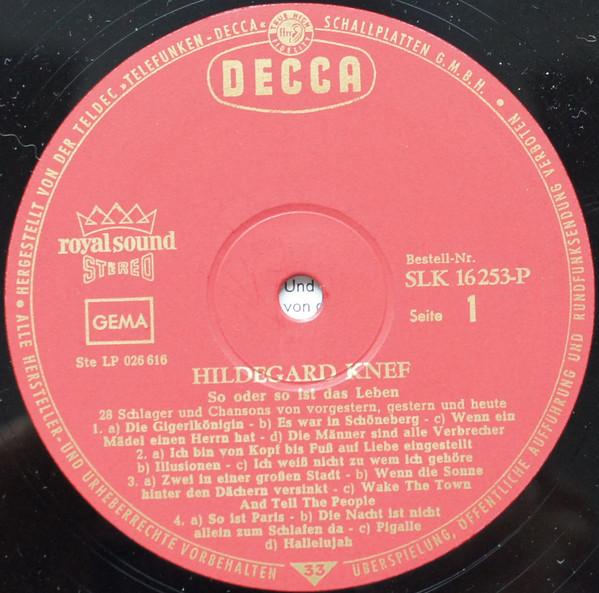 HERGESTELLT VON DER TELDEC »TELEFUNKEN-DECCA« SCHALLPLATTEN G.M.B.H. •
DECCA
royal sound
STEREO
GEMA
Ste LP 026 616
Bestell-Nr.
SLK 16 253-P
Seite 1
Und
von
HILDEGARD KNEF
So oder so ist das Leben
28 Schlager und Chansons von vorgestern, gestern und heute
1. a) Die Gigerlkönigin - b) Es war in Schöneberg - c) Wenn ein
Mädel einen Herrn hat - d) Die Männer sind alle Verbrecher
2. a) Ich bin von Kopf bis Fuß auf Liebe eingestellt
b) Illusionen - c) Ich weiß nicht zu wem ich gehöre
3. a) Zwei in einer großen Stadt - b) Wenn die Sonne
hinter den Dächern versinkt - c) Wake The Town
And Tell The People
4. a) So ist Paris - b) Die Nacht ist nicht
allein zum Schlafen da - c) Pigalle
d) Hallelujah
• ALLE HERSTELLER- UND URHEBERRECHTE VORBEHALTEN
33
ÜBERSPIELUNG, ÖFFENTLICHE AUFFÜHRUNG UND RUNDFUNKSENDUNG VERBOTEN